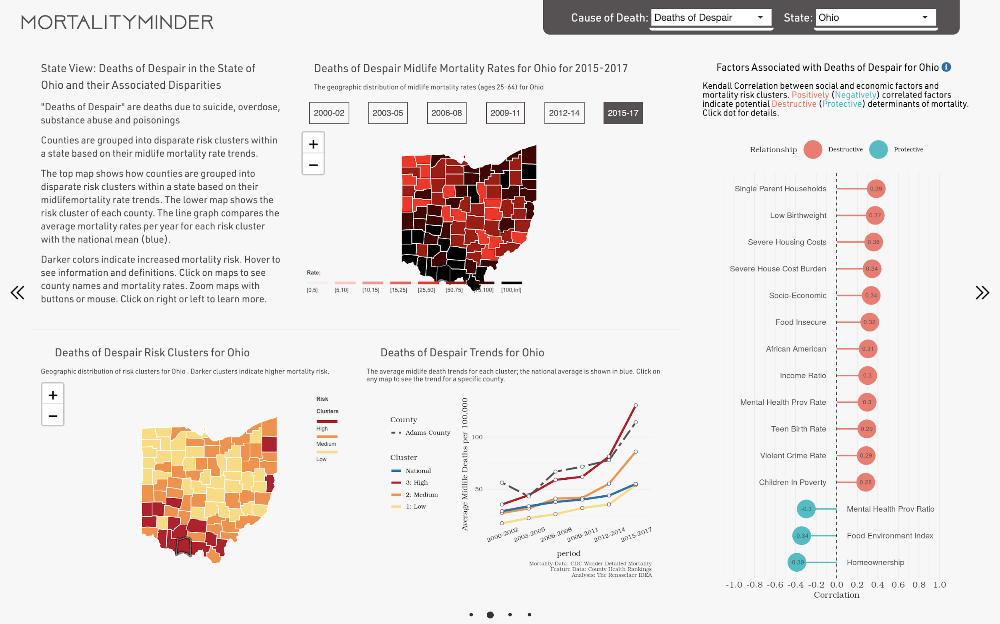 MORTALITYMINDER
Cause of Death: Deaths of Despair State: Ohio
State View: Deaths of Despair in the State of
Ohio and their Associated Disparities
"Deaths of Despair" are deaths due to suicide, overdose,
substance abuse and poisonings
Counties are grouped into disparate risk clusters within
a state based on their midlife mortality rate trends.
The top map shows how counties are grouped into
disparate risk clusters within a state based on their
midlifemortality rate trends. The lower map shows the
risk cluster of each county. The line graph compares the
average mortality rates per year for each risk cluster
with the national mean (blue).
Darker colors indicate increased mortality risk. Hover to
see information and definitions. Click on maps to see
county names and mortality rates. Zoom maps with
buttons or mouse. Click on right or left to learn more.
Deaths of Despair Midlife Mortality Rates for Ohio for 2015-2017
The geographic distribution of midlife mortality rates (ages 25-64) for Ohio
2000-02 2003-05 2006-08 2009-11 2012-14 2015-17
+
−
Rate;
[0,5] [5,10] [10,15] [15,25] [25,50] [50,75] [75,100] [100,Inf]
Deaths of Despair Risk Clusters for Ohio
Geographic distribution of risk clusters for Ohio . Darker clusters indicate higher mortality risk.
+
−
Risk
Clusters
High
Medium
Low
Deaths of Despair Trends for Ohio
The average midlife death trends for each cluster; the national average is shown in blue. Click on
any map to see the trend for a specific county.
County
Adams County
Cluster
National
3: High
2: Medium
1: Low
Average Midlife Deaths per 100,000
100
50
2000-2002 2003-2005 2006-2008 2009-2011 2012-2014 2015-2017
period
Mortality Data: CDC Wonder Detailed Mortality
Feature Data: County Health Rankings
Analysis: The Rensselaer IDEA
Factors Associated with Deaths of Despair for Ohio i
Kendall Correlation between social and economic factors and
mortality risk clusters. Positively (Negatively) correlated factors
indicate potential Destructive (Protective) determinants of mortality.
Click dot for details.
Relationship Destructive Protective
Single Parent Households 0.39
Low Birthweight 0.37
Severe Housing Costs 0.36
Severe House Cost Burden 0.34
Socio-Economic 0.34
Food Insecure 0.32
African American 0.31
Income Ratio 0.3
Mental Health Prov Rate 0.3
Teen Birth Rate 0.29
Violent Crime Rate 0.29
Children In Poverty 0.28
-0.3 Mental Health Prov Ratio
-0.34 Food Environment Index
-0.39 Homeownership
-1.0 -0.8 -0.6 -0.4 -0.2 0.0 0.2 0.4 0.6 0.8 1.0
Correlation